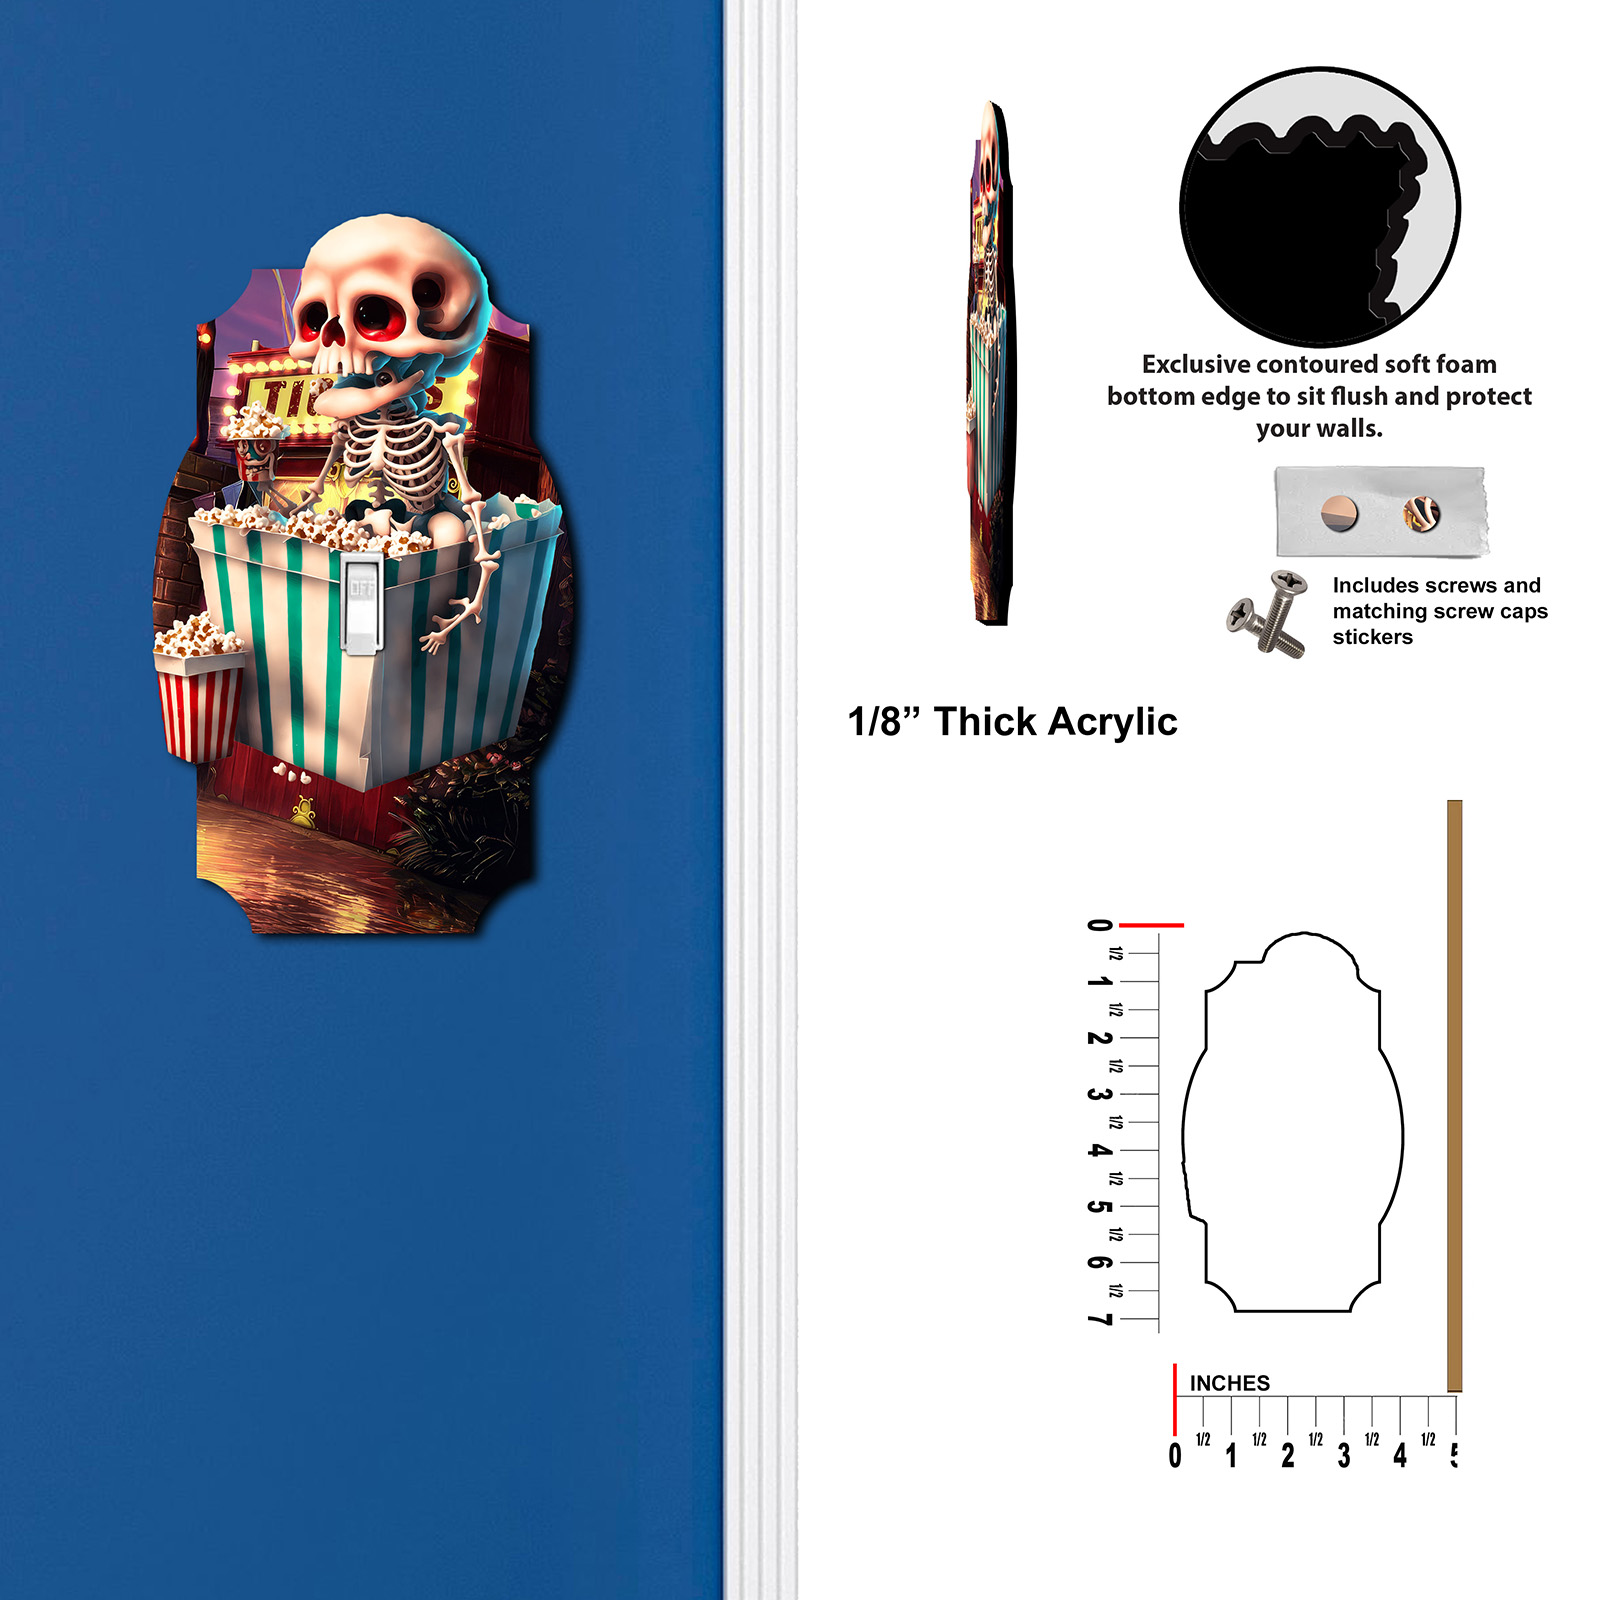 TI
S
OFF
Exclusive contoured soft foam
bottom edge to sit flush and protect
your walls.
Includes screws and
matching screw caps
stickers
1/8” Thick Acrylic
0
1/2
1
1/2
2
1/2
3
1/2
4
1/2
5
1/2
6
1/2
7
INCHES
0 1/2 1 1/2 2 1/2 3 1/2 4 1/2 5